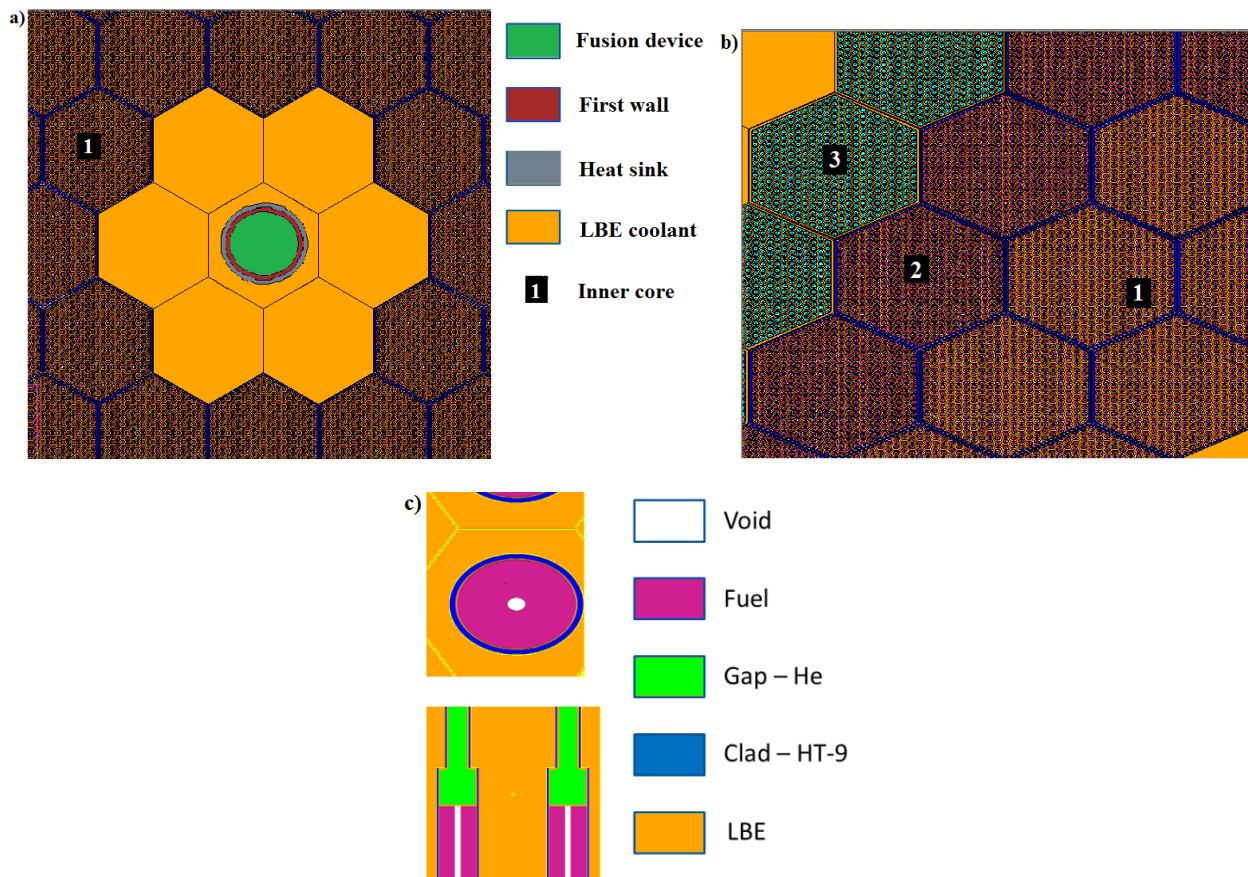 a)
1
Fusion device
First wall
Heat sink
LBE coolant
1 Inner core
b)
3
2
1
c)
Void
Fuel
Gap – He
Clad – HT-9
LBE